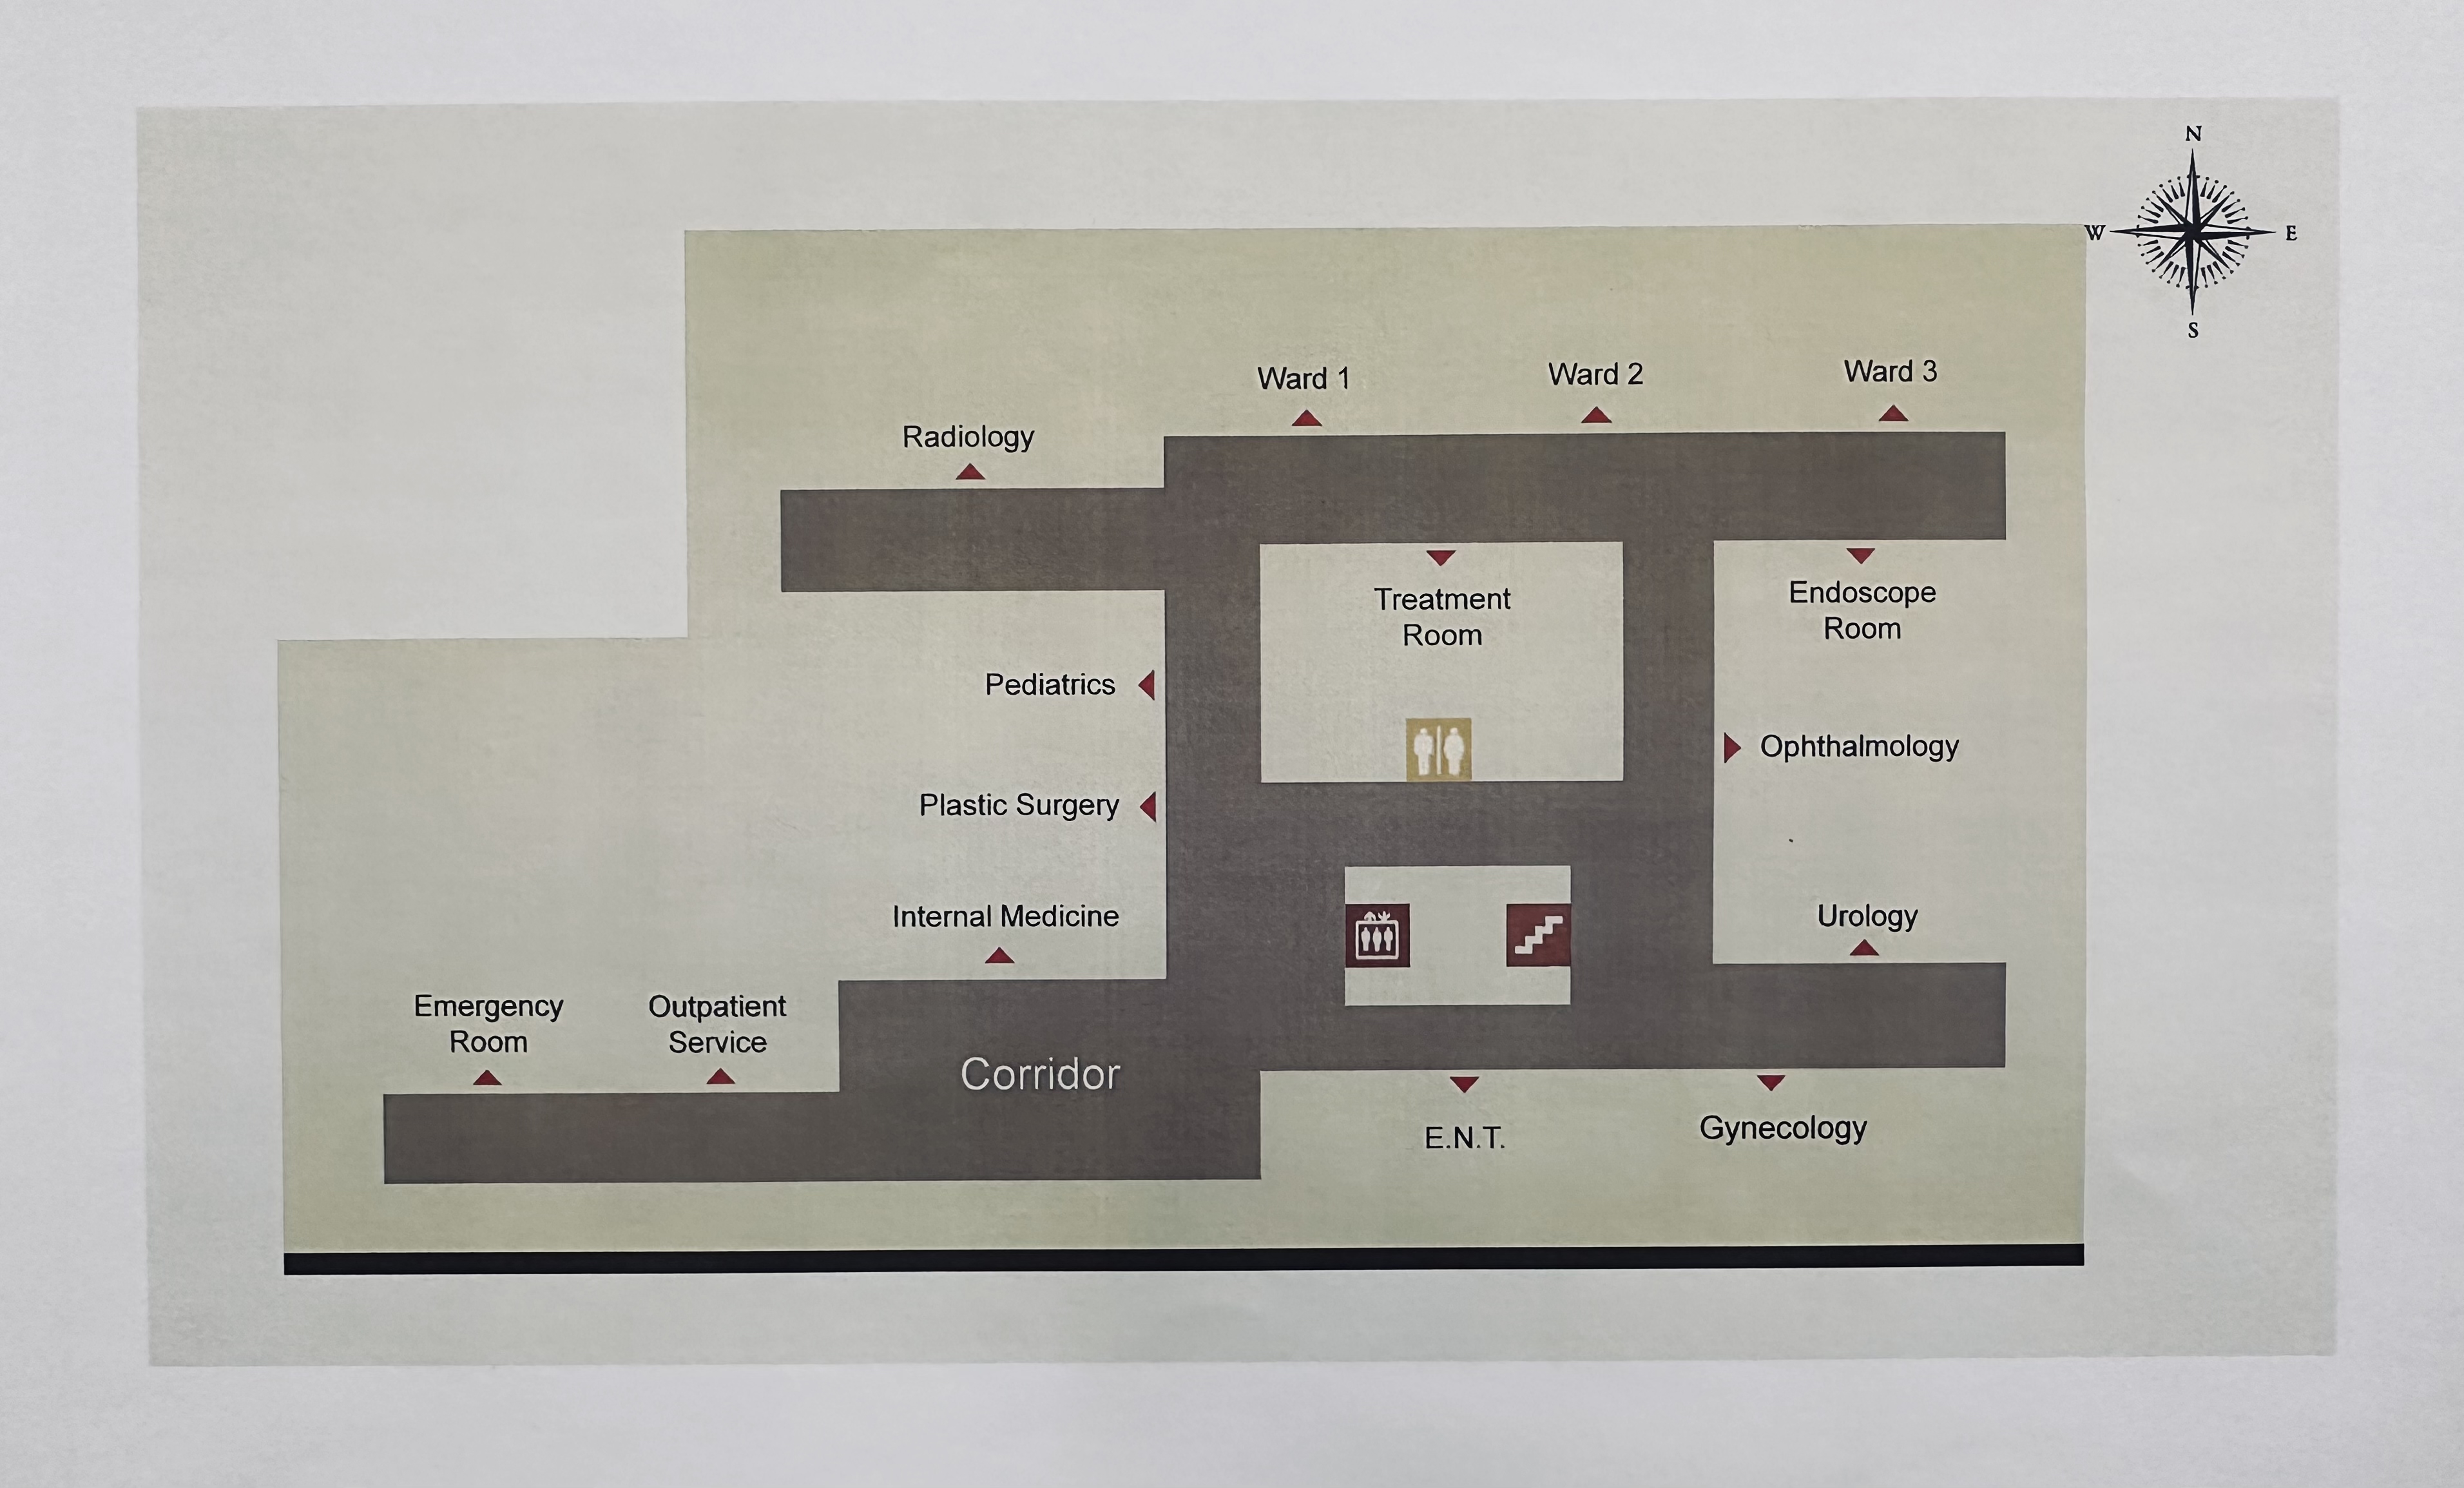 N
W
E
S
Ward 1
Ward 2
Ward 3
Radiology
Treatment
Room
Endoscope
Room
Pediatrics
Ophthalmology
Plastic Surgery
Internal Medicine
Urology
Emergency
Room
Outpatient
Service
Corridor
E.N.T.
Gynecology